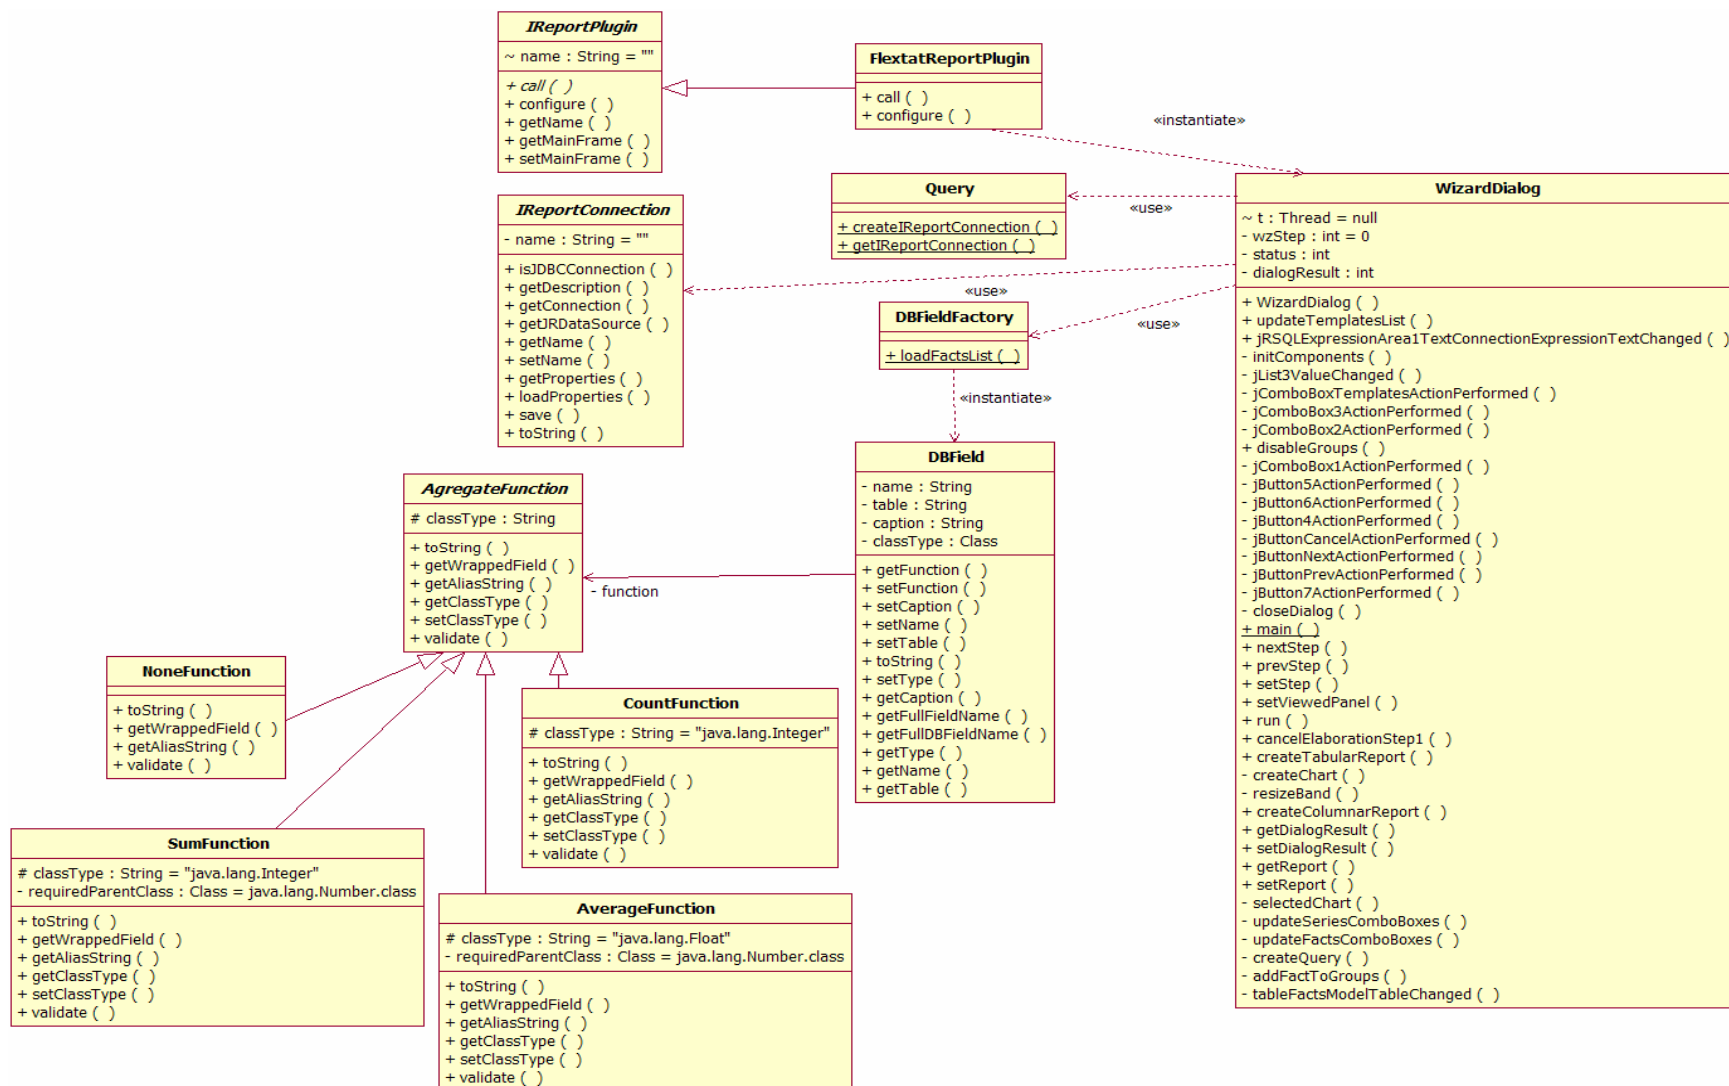 IReportPlugin
~ name : String = ""
+ call ( )
+ configure ( )
+ getName ( )
+ getMainFrame ( )
+ setMainFrame ( )
FlextatReportPlugin
+ call ( )
+ configure ( )
«instantiate»
IReportConnection
- name : String = ""
+ isJDBCConnection ( )
+ getDescription ( )
+ getConnection ( )
+ getJRDataSource ( )
+ getName ( )
+ setName ( )
+ getProperties ( )
+ loadProperties ( )
+ save ( )
+ toString ( )
Query
+ createIReportConnection ( )
+ getIReportConnection ( )
«use»
«use»
«use»
DBFieldFactory
+ loadFactsList ( )
«instantiate»
WizardDialog
~ t : Thread = null
- wzStep : int = 0
- status : int
- dialogResult : int
+ WizardDialog ( )
+ updateTemplatesList ( )
+ jRSQLExpressionArea1TextConnectionExpressionTextChanged ( )
- initComponents ( )
- jList3ValueChanged ( )
- jComboBoxTemplatesActionPerformed ( )
- jComboBox3ActionPerformed ( )
- jComboBox2ActionPerformed ( )
+ disableGroups ( )
- jComboBox1ActionPerformed ( )
- jButton5ActionPerformed ( )
- jButton6ActionPerformed ( )
- jButton4ActionPerformed ( )
- jButtonCancelActionPerformed ( )
- jButtonNextActionPerformed ( )
- jButtonPrevActionPerformed ( )
- jButton7ActionPerformed ( )
- closeDialog ( )
+ main ( )
+ nextStep ( )
+ prevStep ( )
+ setStep ( )
+ setViewedPanel ( )
+ run ( )
+ cancelElaborationStep1 ( )
+ createTabularReport ( )
- createChart ( )
- resizeBand ( )
+ createColumnarReport ( )
+ getDialogResult ( )
+ setDialogResult ( )
+ getReport ( )
+ setReport ( )
- selectedChart ( )
- updateSeriesComboBoxes ( )
- updateFactsComboBoxes ( )
- createQuery ( )
- addFactToGroups ( )
- tableFactsModelTableChanged ( )
AgregateFunction
# classType : String
+ toString ( )
+ getWrappedField ( )
+ getAliasString ( )
+ getClassType ( )
+ setClassType ( )
+ validate ( )
- function
DBField
- name : String
- table : String
- caption : String
- classType : Class
+ getFunction ( )
+ setFunction ( )
+ setCaption ( )
+ setName ( )
+ setTable ( )
+ toString ( )
+ setType ( )
+ getCaption ( )
+ getFullFieldName ( )
+ getFullDBFieldName ( )
+ getType ( )
+ getName ( )
+ getTable ( )
NoneFunction
+ toString ( )
+ getWrappedField ( )
+ getAliasString ( )
+ validate ( )
CountFunction
# classType : String = "java.lang.Integer"
+ toString ( )
+ getWrappedField ( )
+ getAliasString ( )
+ getClassType ( )
+ setClassType ( )
+ validate ( )
SumFunction
# classType : String = "java.lang.Integer"
- requiredParentClass : Class = java.lang.Number.class
+ toString ( )
+ getWrappedField ( )
+ getAliasString ( )
+ getClassType ( )
+ setClassType ( )
+ validate ( )
AverageFunction
# classType : String = "java.lang.Float"
- requiredParentClass : Class = java.lang.Number.class
+ toString ( )
+ getWrappedField ( )
+ getAliasString ( )
+ getClassType ( )
+ setClassType ( )
+ validate ( )